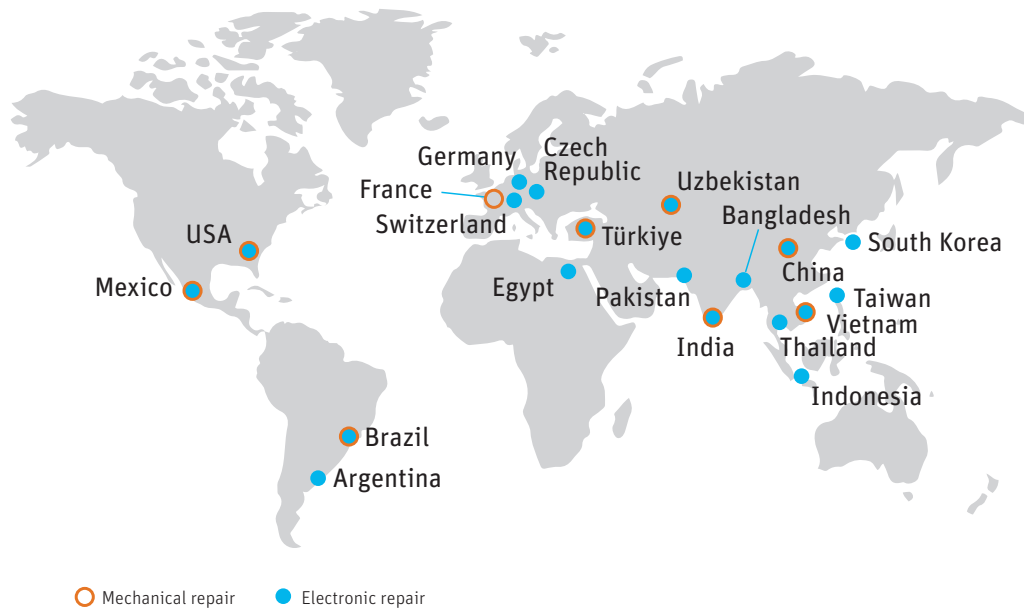 Germany
Czech
Republic
France
Switzerland
Uzbekistan
Bangladesh
USA
Türkiye
South Korea
Mexico
Egypt
Pakistan
China
Taiwan
Vietnam
India
Thailand
Indonesia
Brazil
Argentina
Mechanical repair
Electronic repair